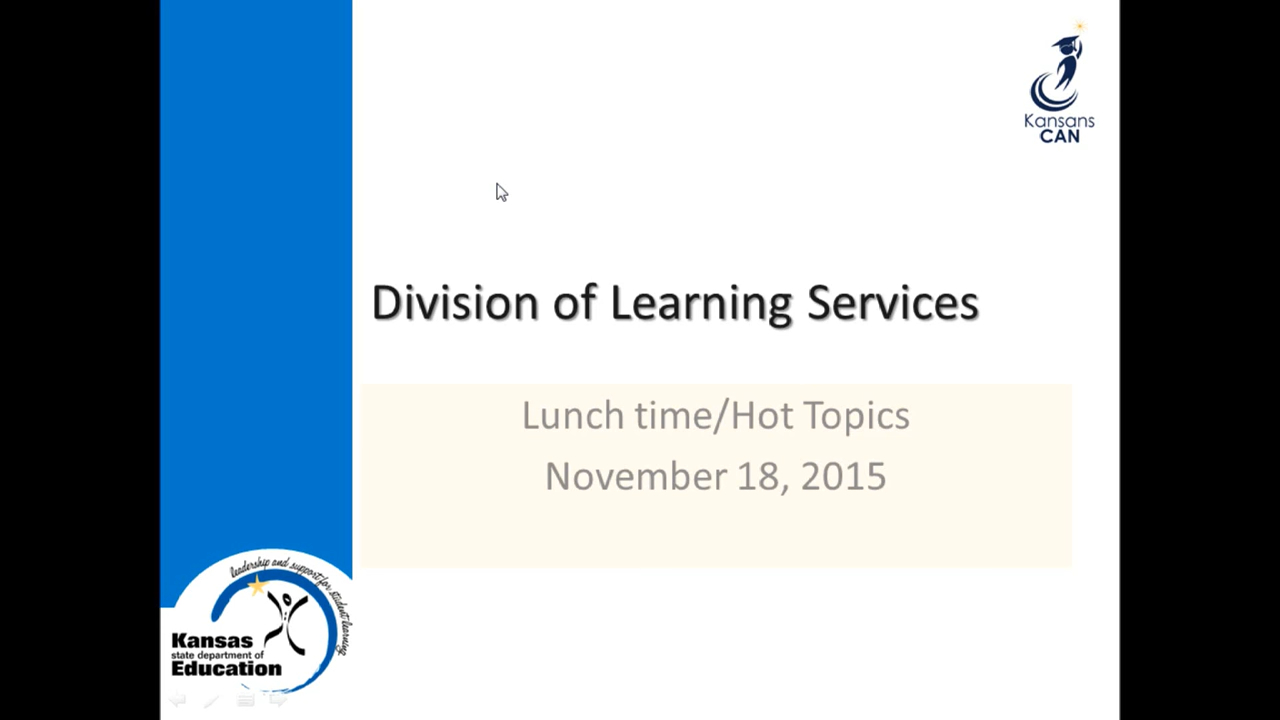 Kansans
CAN
Division of Learning Services
Lunch time/Hot Topics
November 18, 2015
leadership and support for student learning
Kansas
state department of
Education